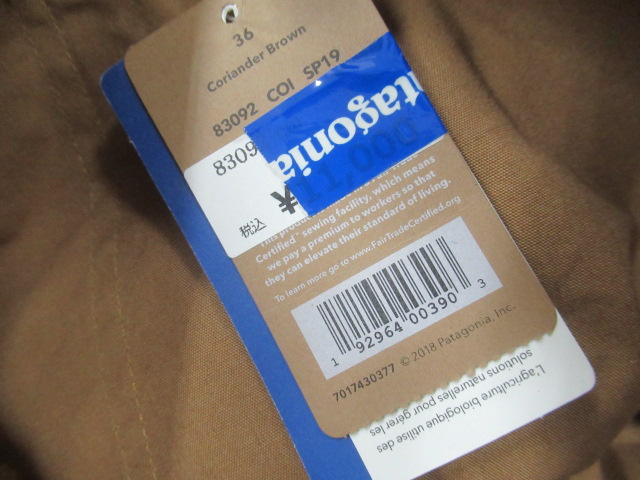 36
Coriander Brown
83092 COI SP19
8309
¥
税込
atagonia
Certified™ sewing facility, which means
we pay a premium to workers so that
they can elevate their standard of living.
To learn more go to www.FairTradeCertified.org
1 92964 00390 3
7017430377 © 2018 Patagonia, Inc.
L'agriculture biologique utilise des
solutions naturelles pour gérer les